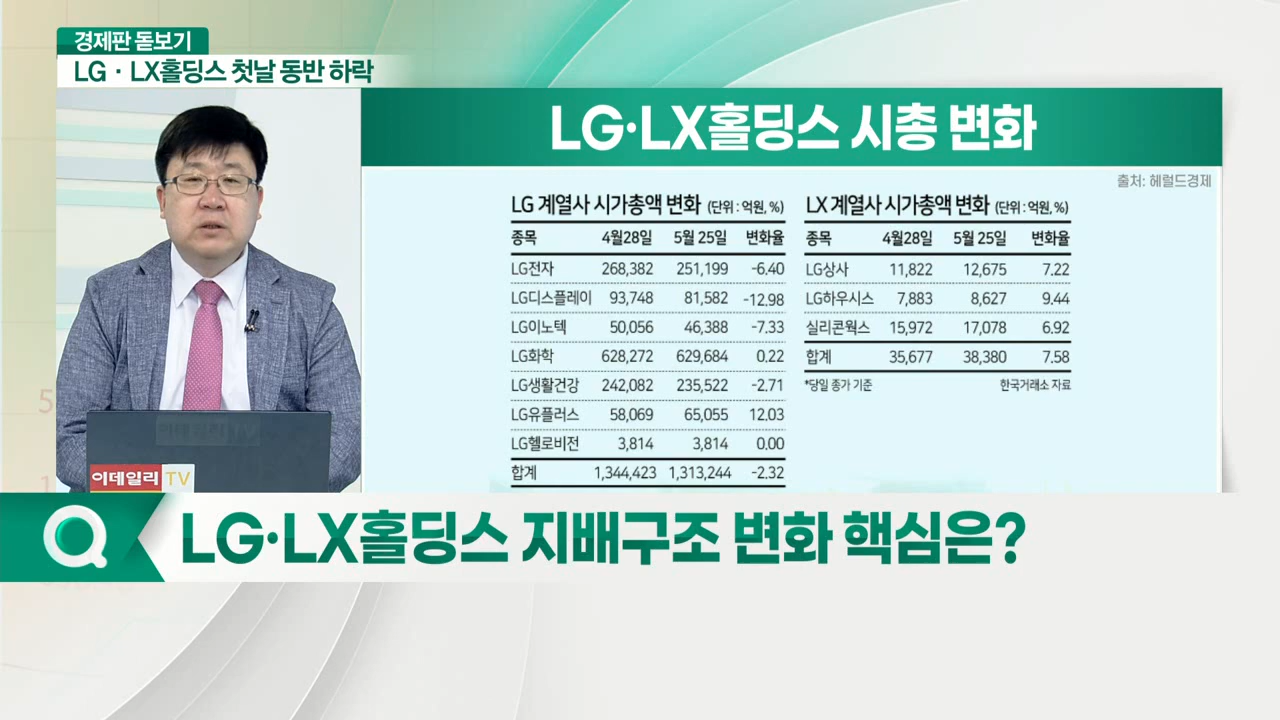 경제판 돋보기
LG · LX홀딩스 첫날 동반 하락
LG·LX홀딩스 시총 변화
출처: 헤럴드경제
LG 계열사 시가총액 변화 (단위 : 억원, %)
종목 4월28일 5월 25일 변화율
LG전자 268,382 251,199 -6.40
LG디스플레이 93,748 81,582 -12.98
LG이노텍 50,056 46,388 -7.33
LG화학 628,272 629,684 0.22
LG생활건강 242,082 235,522 -2.71
LG유플러스 58,069 65,055 12.03
LG헬로비전 3,814 3,814 0.00
합계 1,344,423 1,313,244 -2.32
LX 계열사 시가총액 변화 (단위 : 억원, %)
종목 4월28일 5월 25일 변화율
LG상사 11,822 12,675 7.22
LG하우시스 7,883 8,627 9.44
실리콘웍스 15,972 17,078 6.92
합계 35,677 38,380 7.58
*당일 종가 기준 한국거래소 자료
이데일리 TV
이데일리 TV
LG·LX홀딩스 지배구조 변화 핵심은?